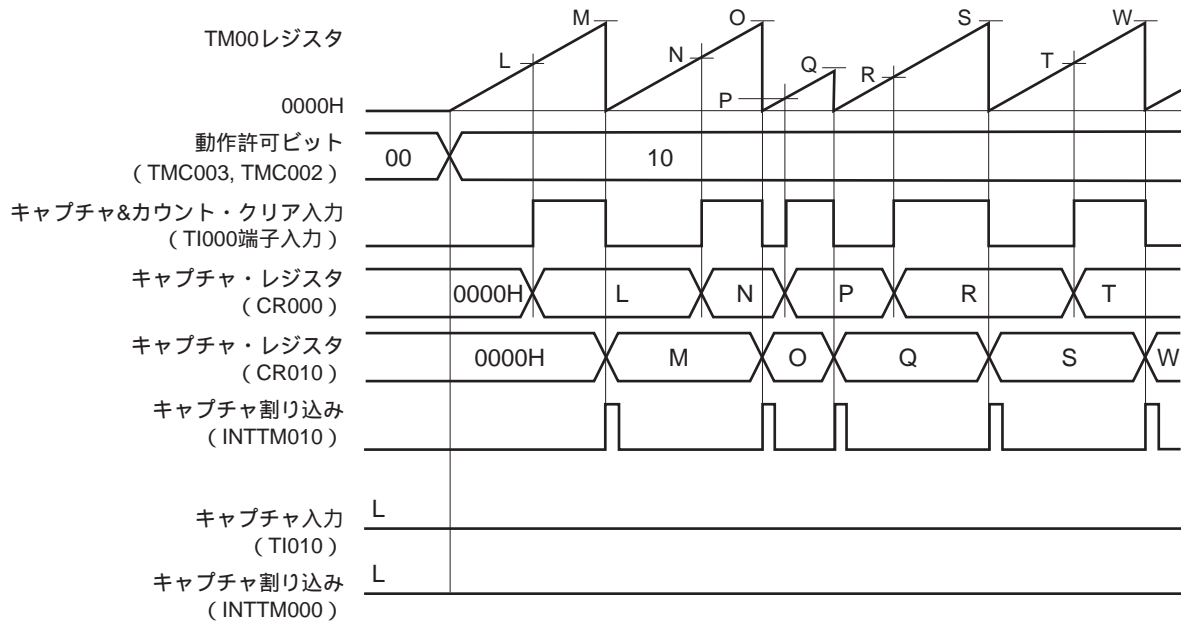 M O S W
TM00レジスタ
L N Q R T
P
0000H
動作許可ビット
(TMC003, TMC002)
00 10
キャプチャ&カウント・クリア入力
(TI000端子入力)
キャプチャ・レジスタ
(CR000)
0000H L N P R T
キャプチャ・レジスタ
(CR010)
0000H M O Q S W
キャプチャ割り込み
(INTTM010)
キャプチャ入力
(TI010)
L
キャプチャ割り込み
(INTTM000)
L